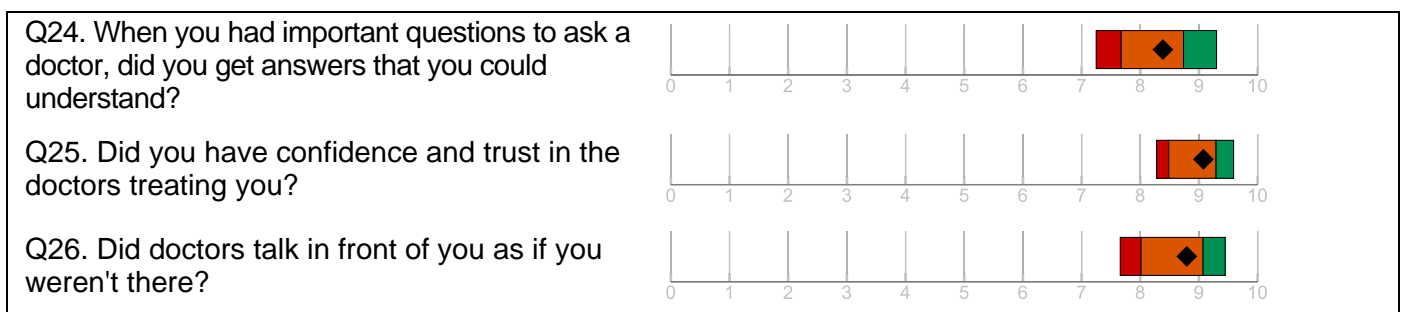 Q24. When you had important questions to ask a
doctor, did you get answers that you could
understand?
0 1 2 3 4 5 6 7 8 9 10
Q25. Did you have confidence and trust in the
doctors treating you?
0 1 2 3 4 5 6 7 8 9 10
Q26. Did doctors talk in front of you as if you
weren't there?
0 1 2 3 4 5 6 7 8 9 10